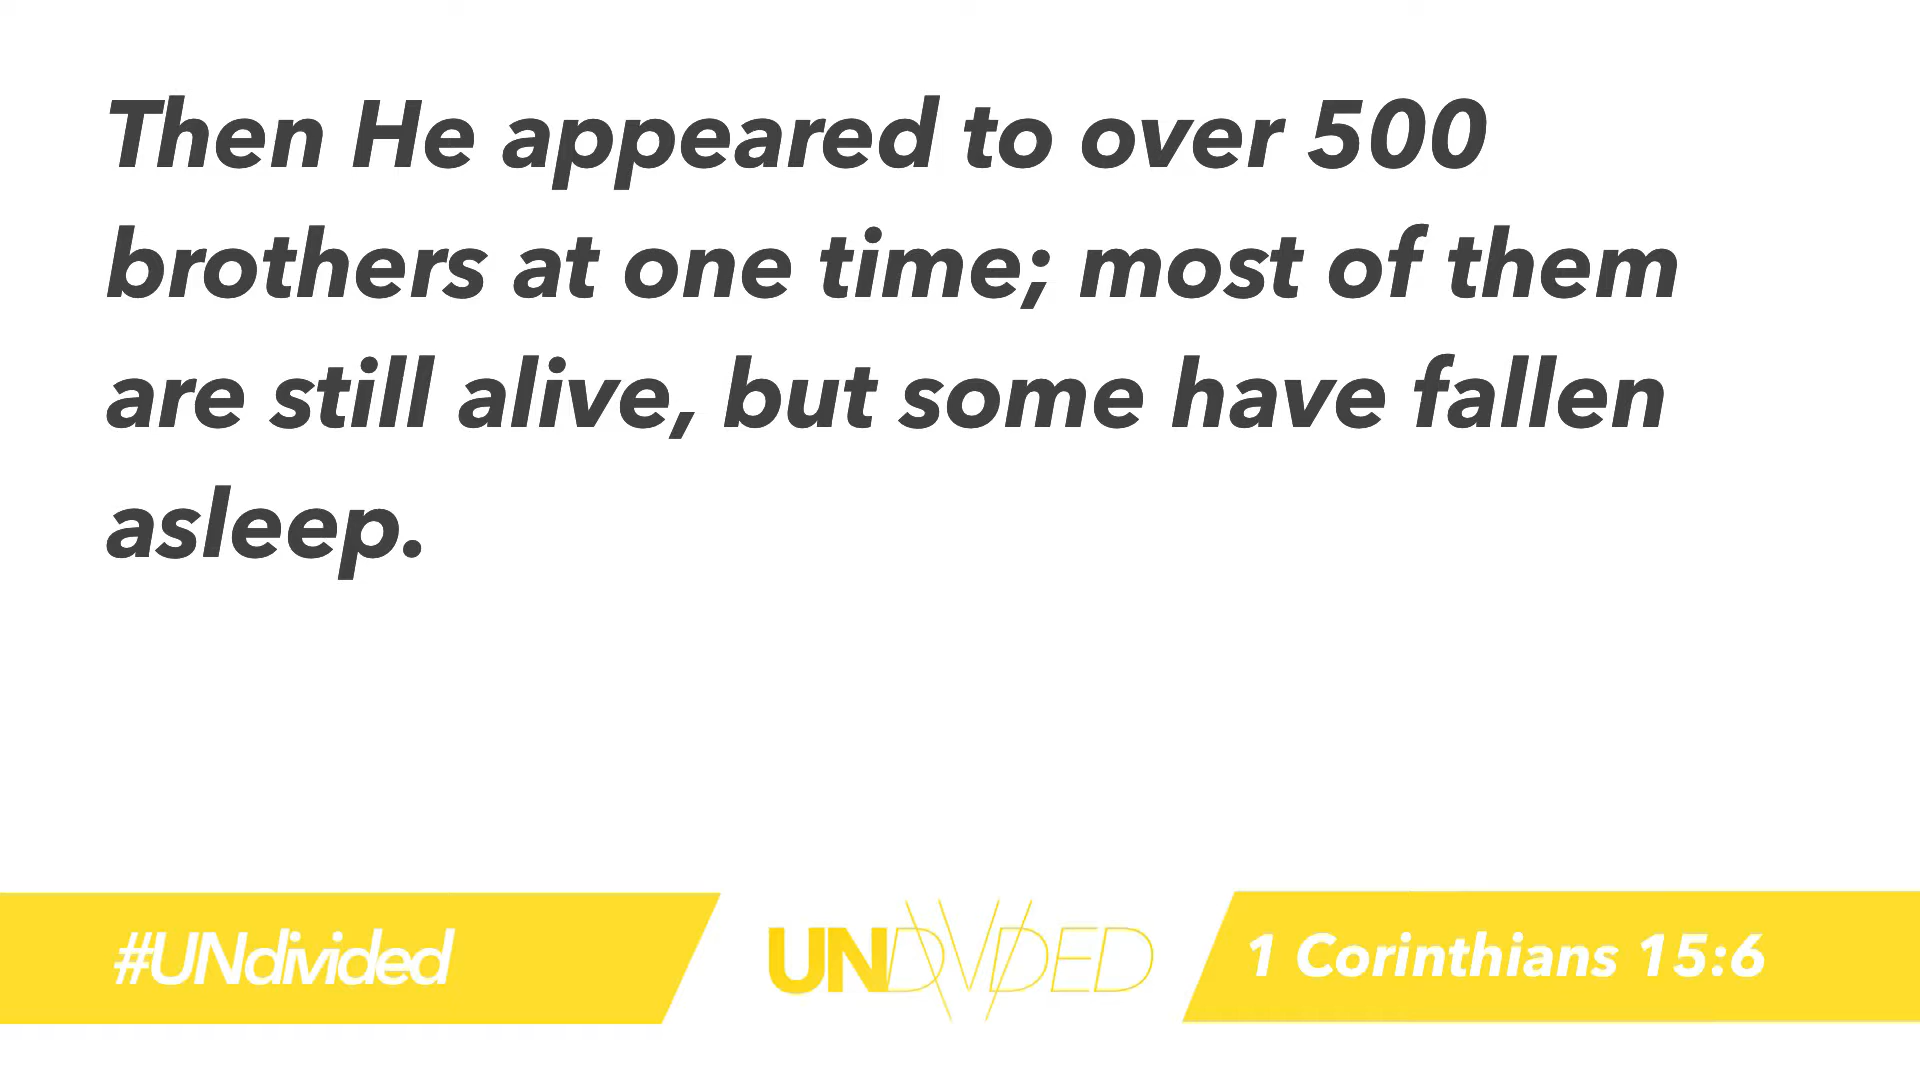 Then He appeared to over 500
brothers at one time; most of them
are still alive, but some have fallen
asleep.
#UNdivided
UNDIVIDED
1 Corinthians 15:6